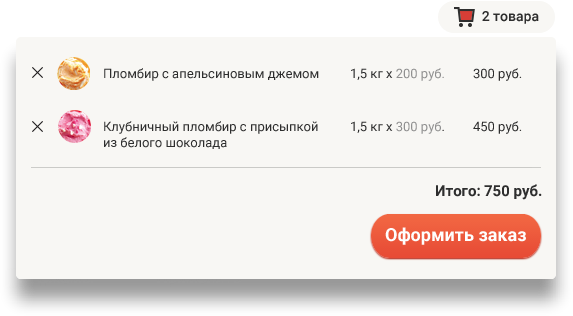 2 товара
Пломбир с апельсиновым джемом 1,5 кг х 200 руб. 300 руб.
Клубничный пломбир с присыпкой 1,5 кг х 300 руб. 450 руб.
из белого шоколада
Итого: 750 руб.
Оформить заказ